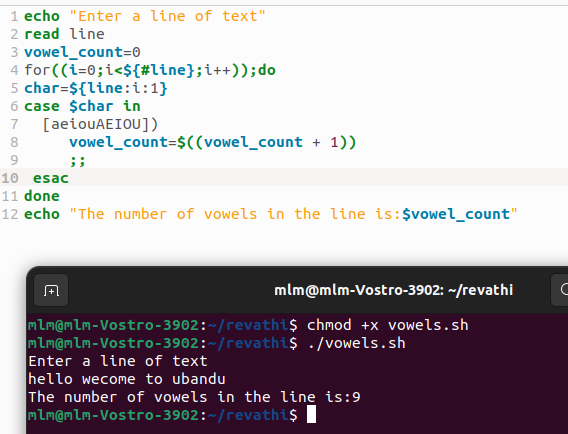 1 echo "Enter a line of text"
2 read line
3 vowel_count=0
4 for((i=0;i<${#line};i++));do
5 char=${line:i:1}
6 case $char in
7   [aeiouAEIOU])
8      vowel_count=$((vowel_count + 1))
9      ;;
10  esac
11 done
12 echo "The number of vowels in the line is:$vowel_count"
mlm@mlm-Vostro-3902: ~/revathi
mlm@mlm-Vostro-3902:~/revathi$ chmod +x vowels.sh
mlm@mlm-Vostro-3902:~/revathi$ ./vowels.sh
Enter a line of text
hello wecome to ubandu
The number of vowels in the line is:9
mlm@mlm-Vostro-3902:~/revathi$